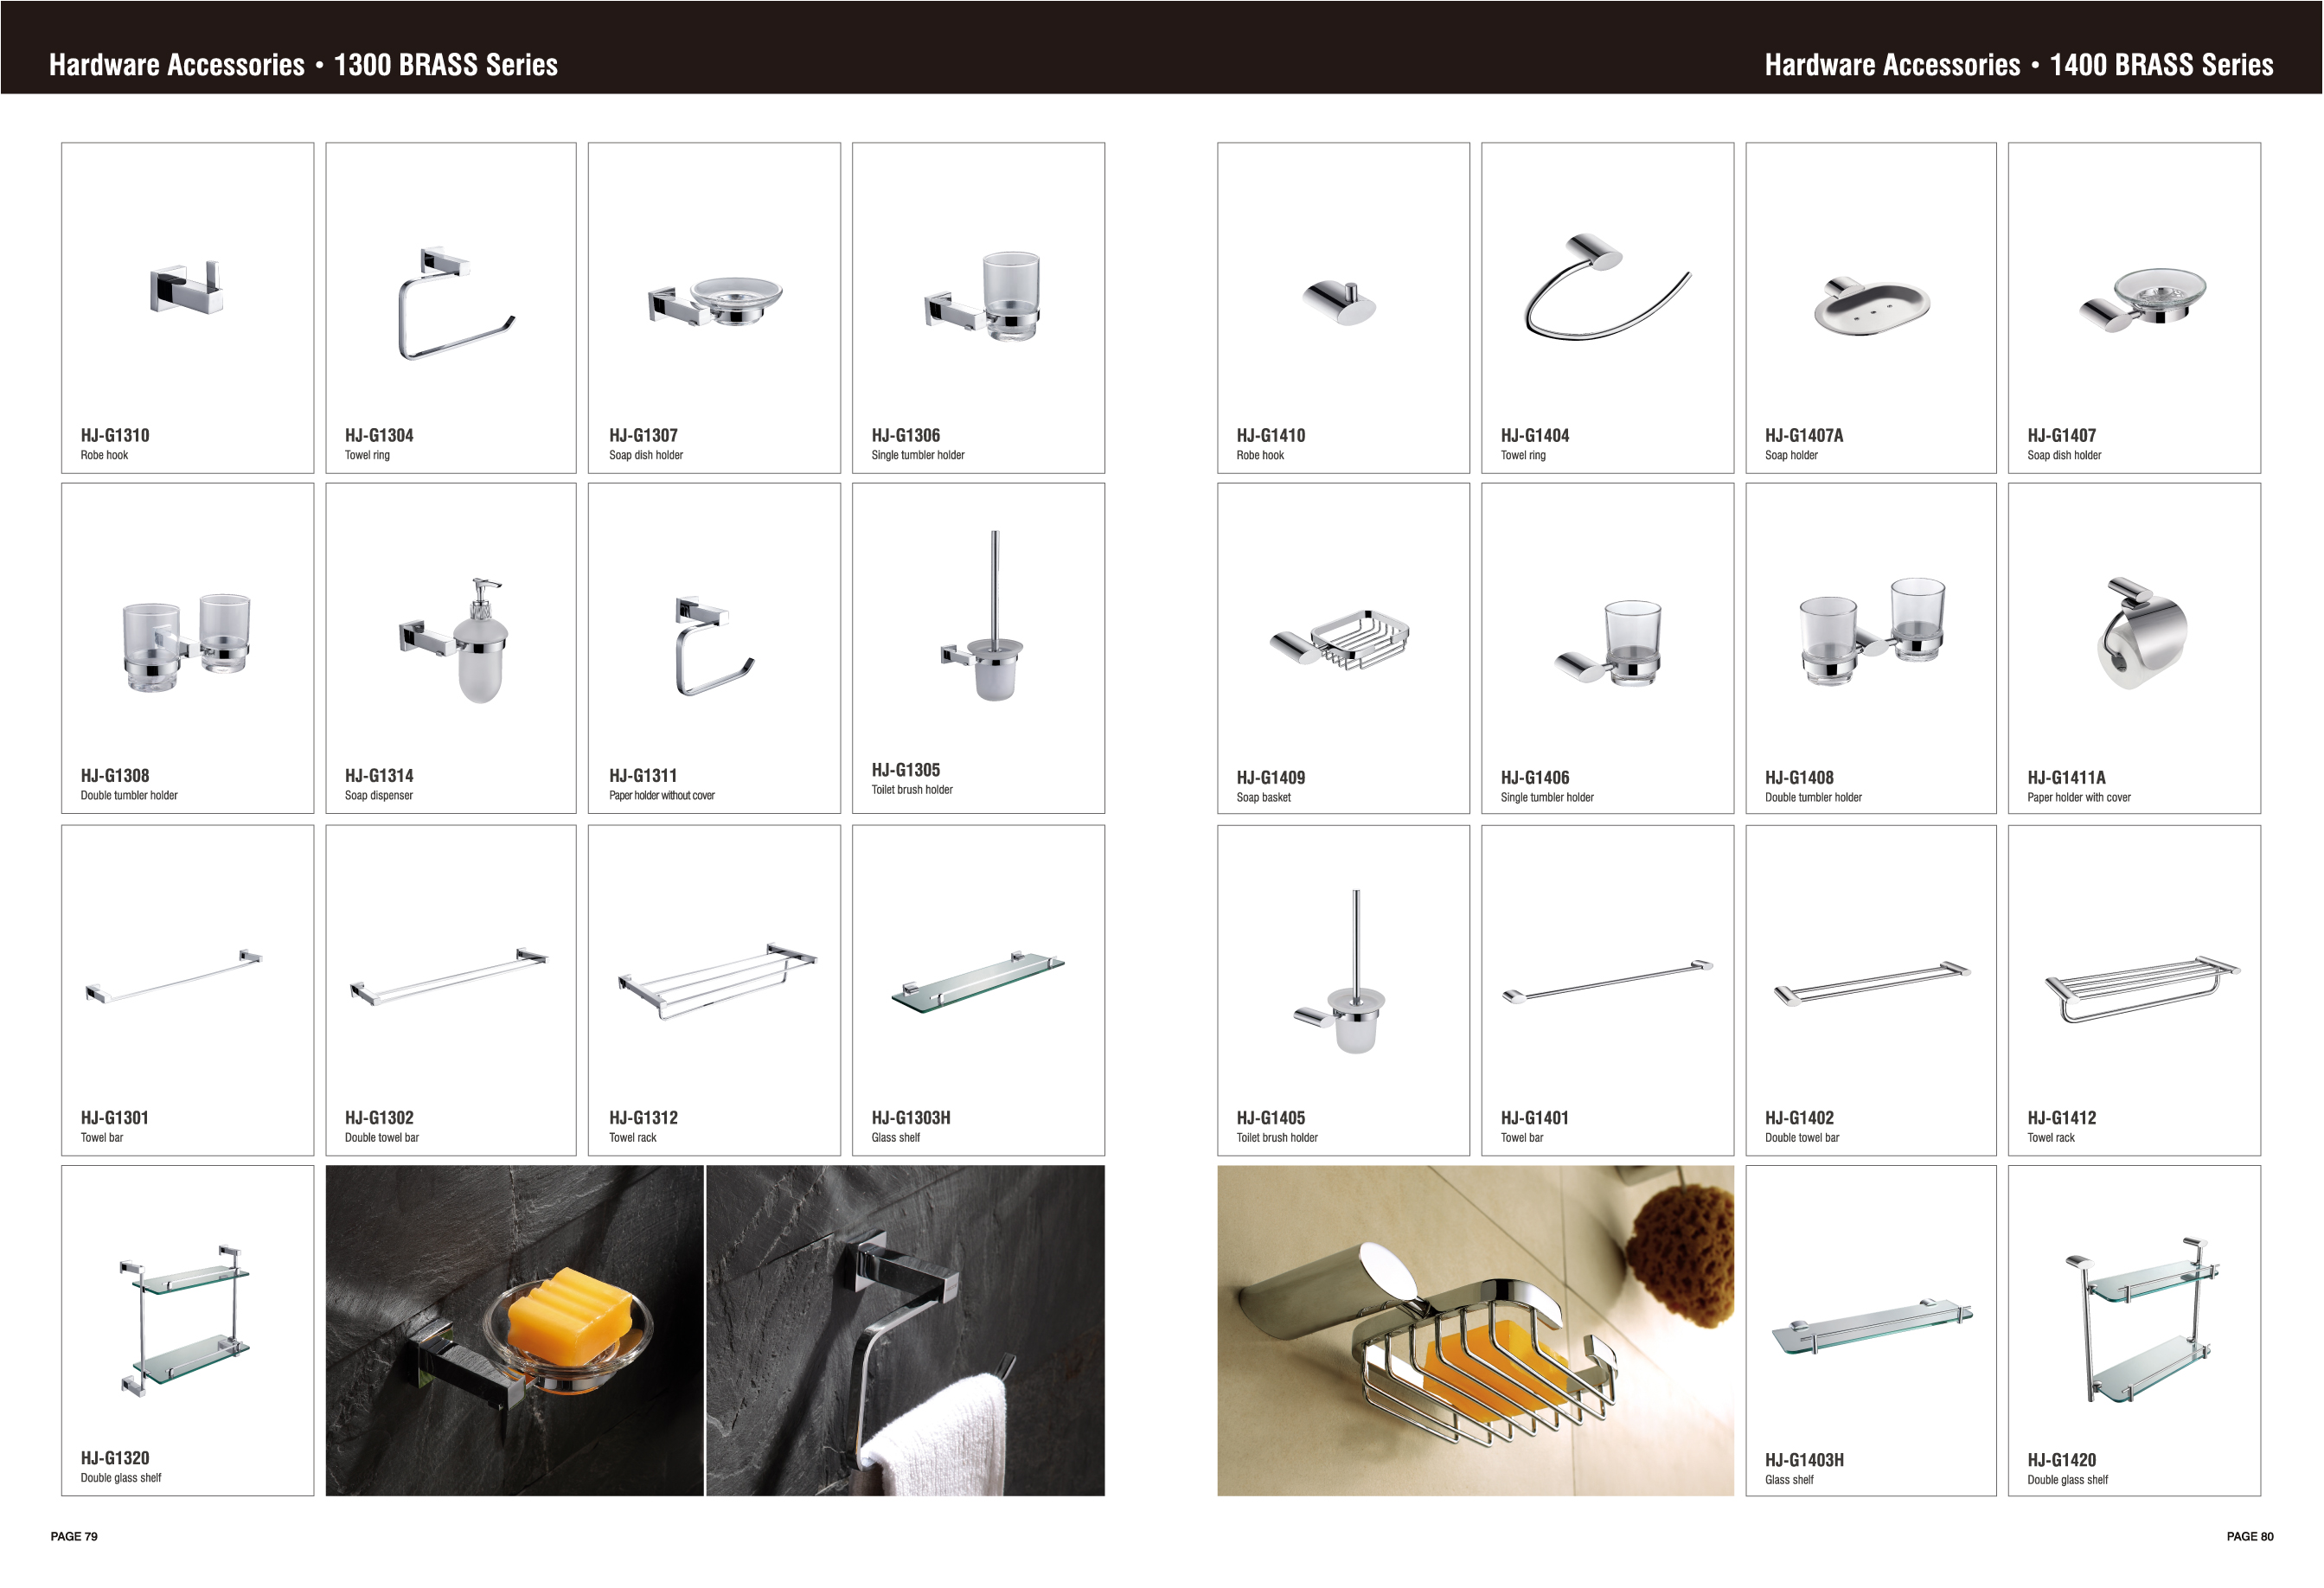 Hardware Accessories • 1300 BRASS Series
HJ-G1310
Robe hook
HJ-G1304
Towel ring
HJ-G1307
Soap dish holder
HJ-G1306
Single tumbler holder
HJ-G1308
Double tumbler holder
HJ-G1314
Soap dispenser
HJ-G1311
Paper holder without cover
HJ-G1305
Toilet brush holder
HJ-G1301
Towel bar
HJ-G1302
Double towel bar
HJ-G1312
Towel rack
HJ-G1303H
Glass shelf
HJ-G1320
Double glass shelf
PAGE 79
Hardware Accessories • 1400 BRASS Series
HJ-G1410
Robe hook
HJ-G1404
Towel ring
HJ-G1407A
Soap holder
HJ-G1407
Soap dish holder
HJ-G1409
Soap basket
HJ-G1406
Single tumbler holder
HJ-G1408
Double tumbler holder
HJ-G1411A
Paper holder with cover
HJ-G1405
Toilet brush holder
HJ-G1401
Towel bar
HJ-G1402
Double towel bar
HJ-G1412
Towel rack
HJ-G1403H
Glass shelf
HJ-G1420
Double glass shelf
PAGE 80